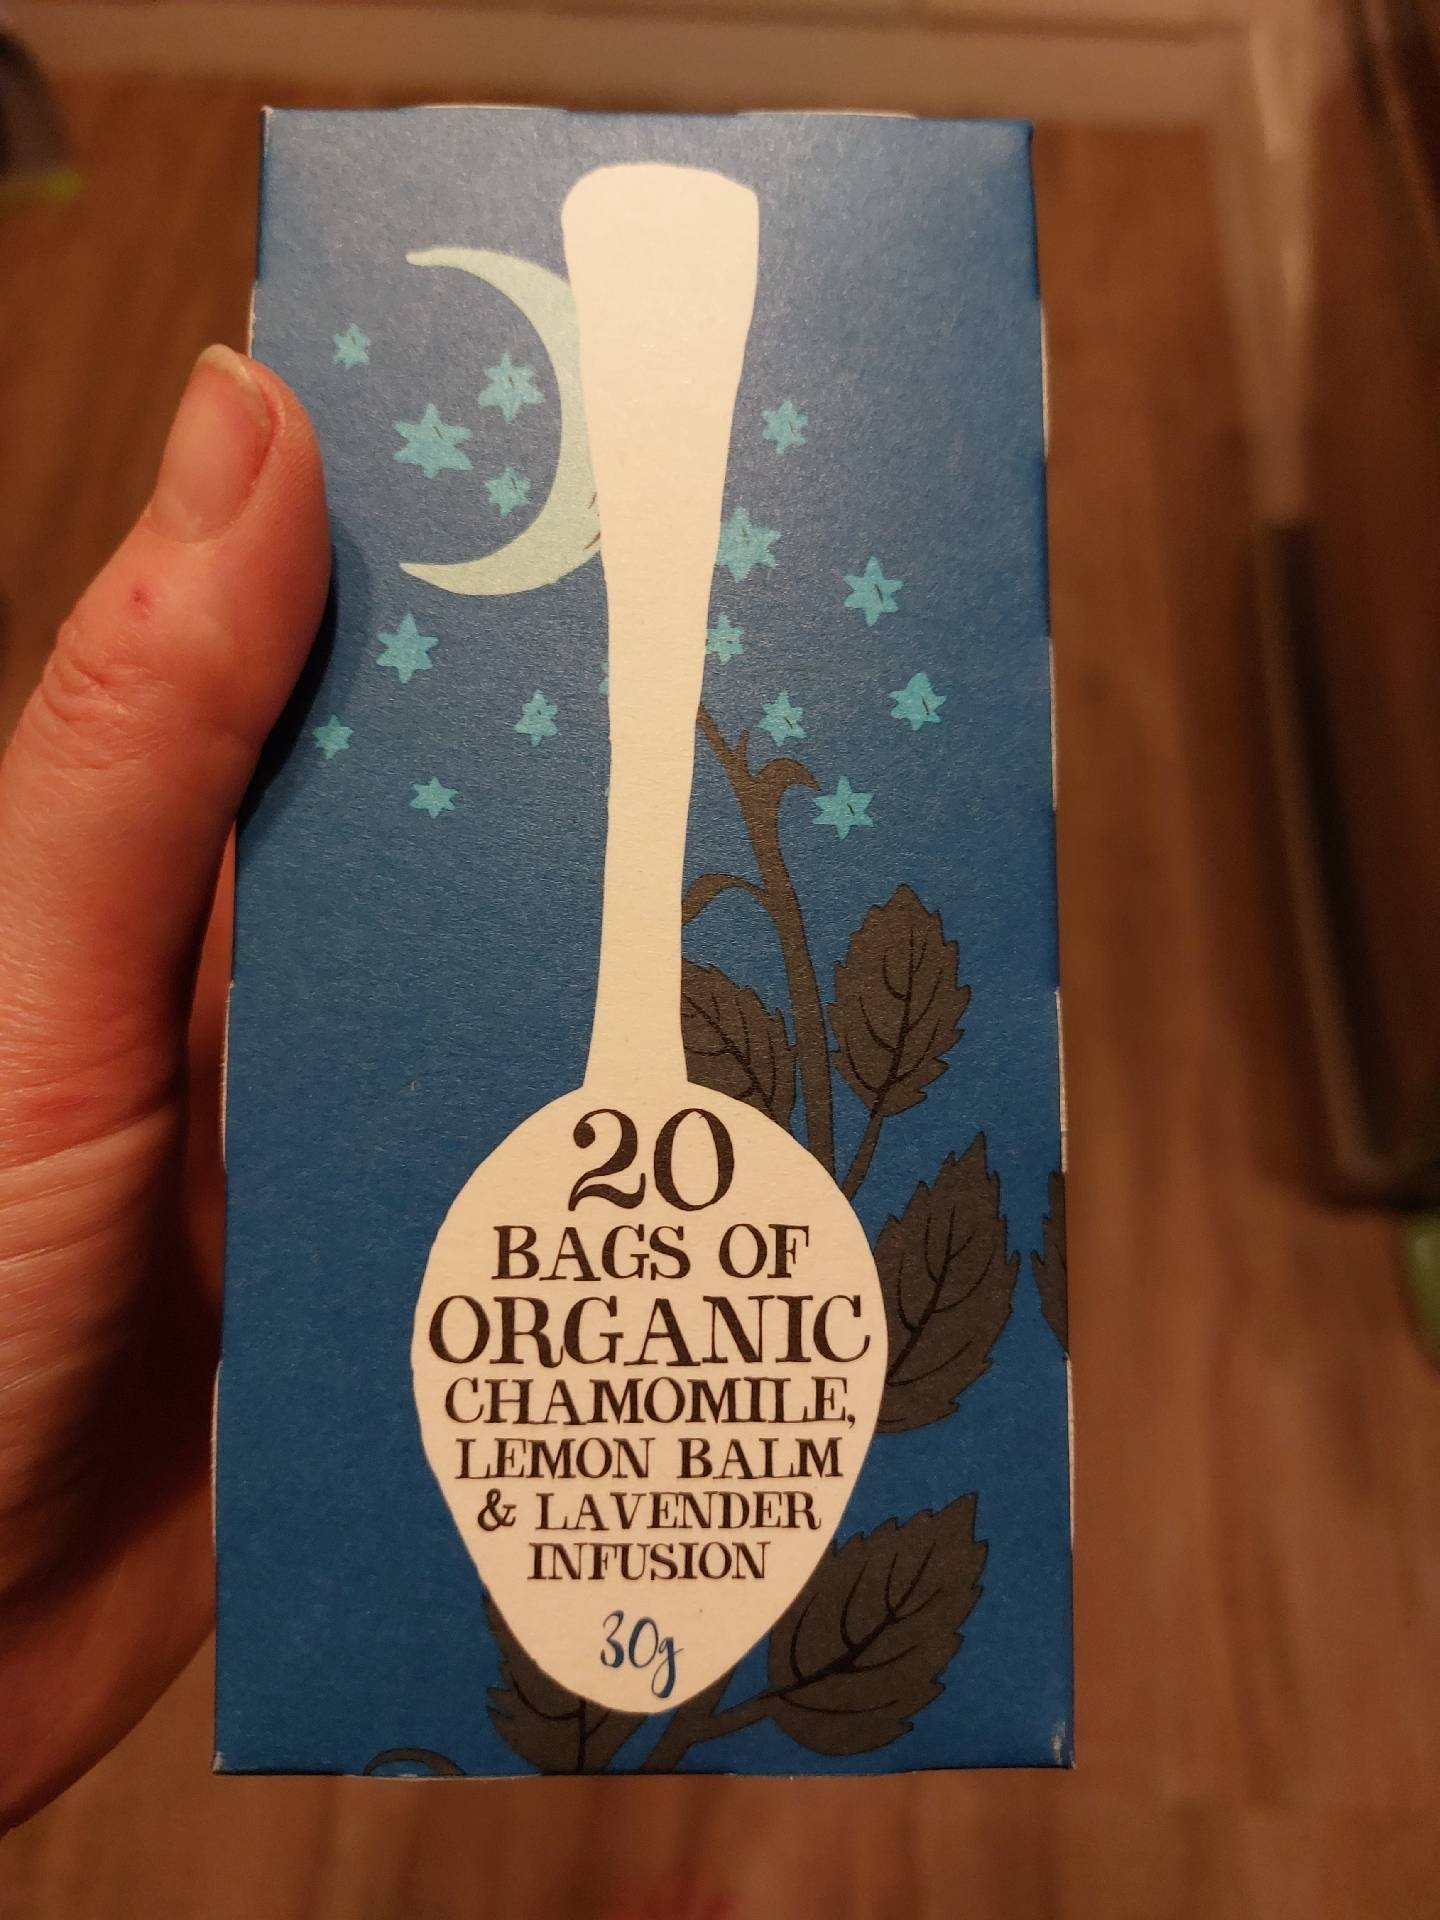 20
BAGS OF
ORGANIC
CHAMOMILE,
LEMON BALM
& LAVENDER
INFUSION
30g